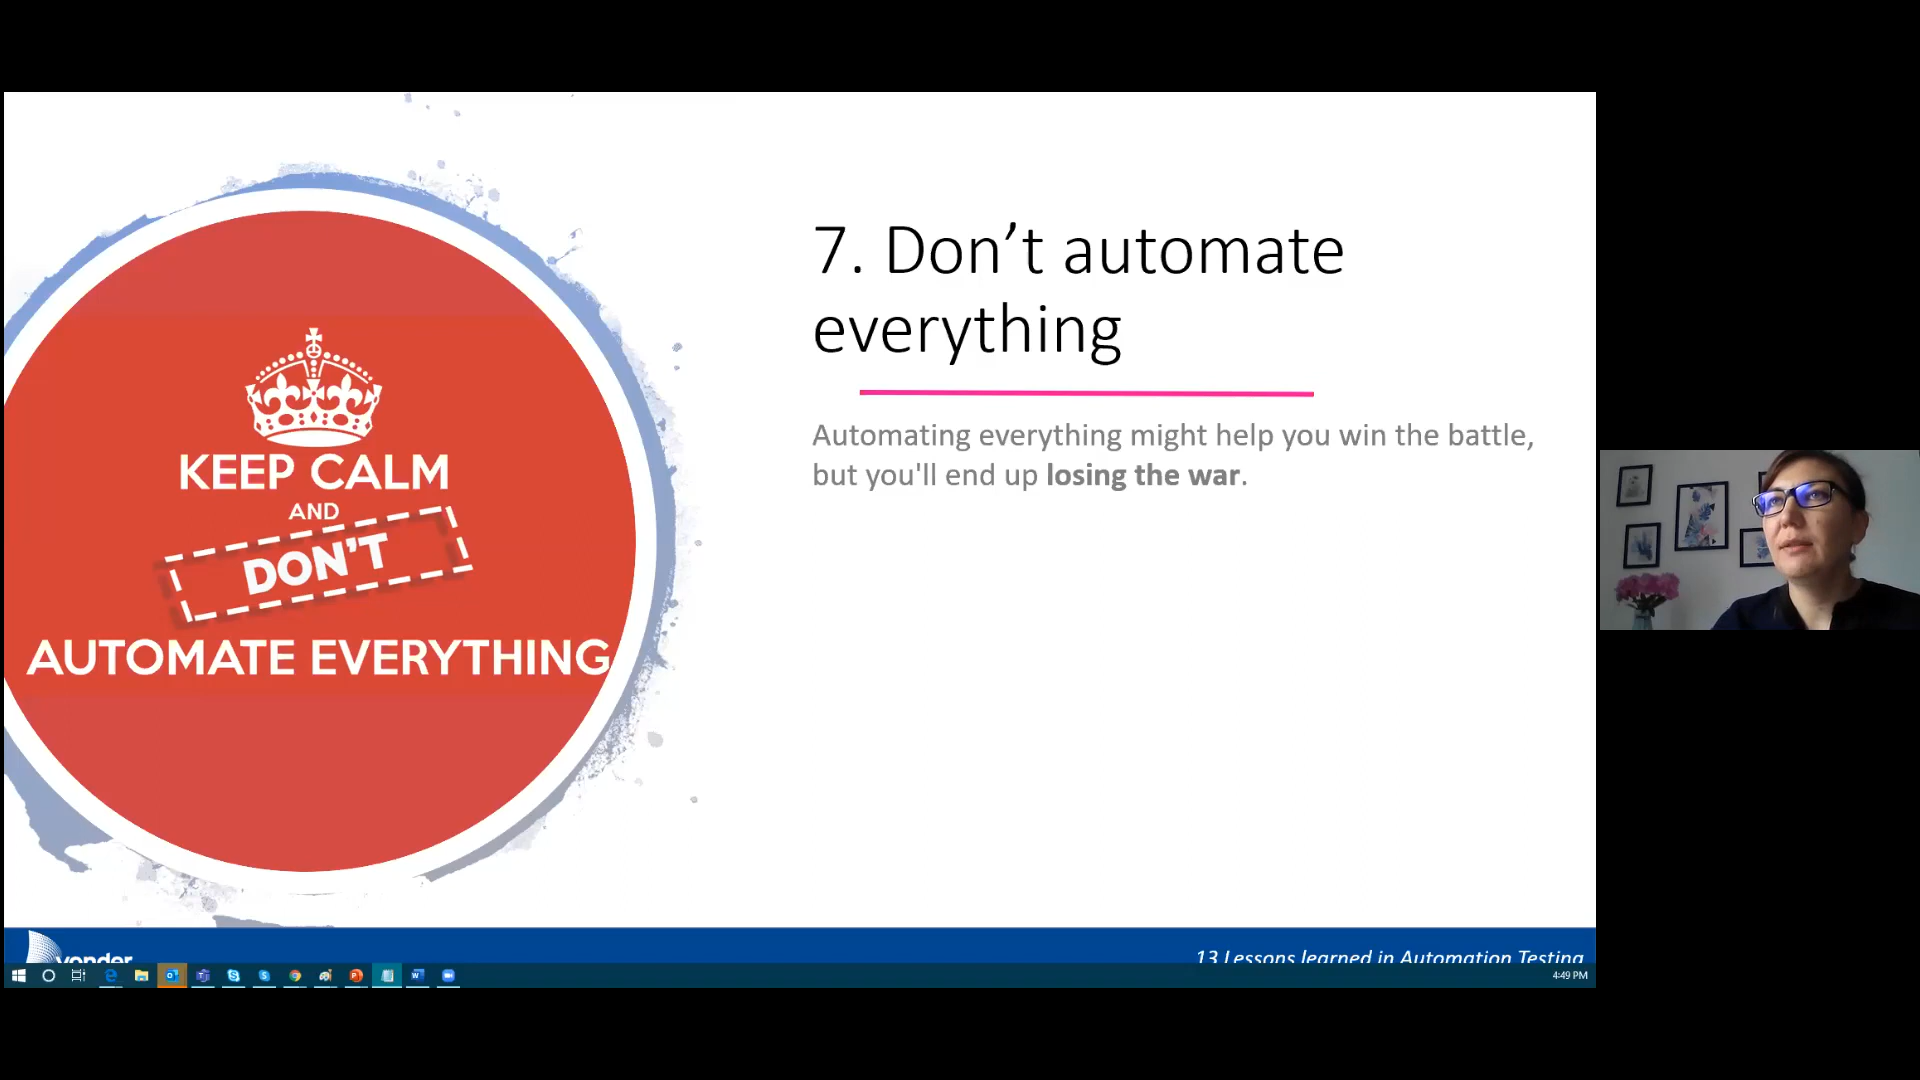 KEEP CALM
AND
DON'T
AUTOMATE EVERYTHING
7. Don’t automate
everything
Automating everything might help you win the battle,
but you'll end up losing the war.
yonder
13 Lessons learned in Automation Testing
4:49 PM